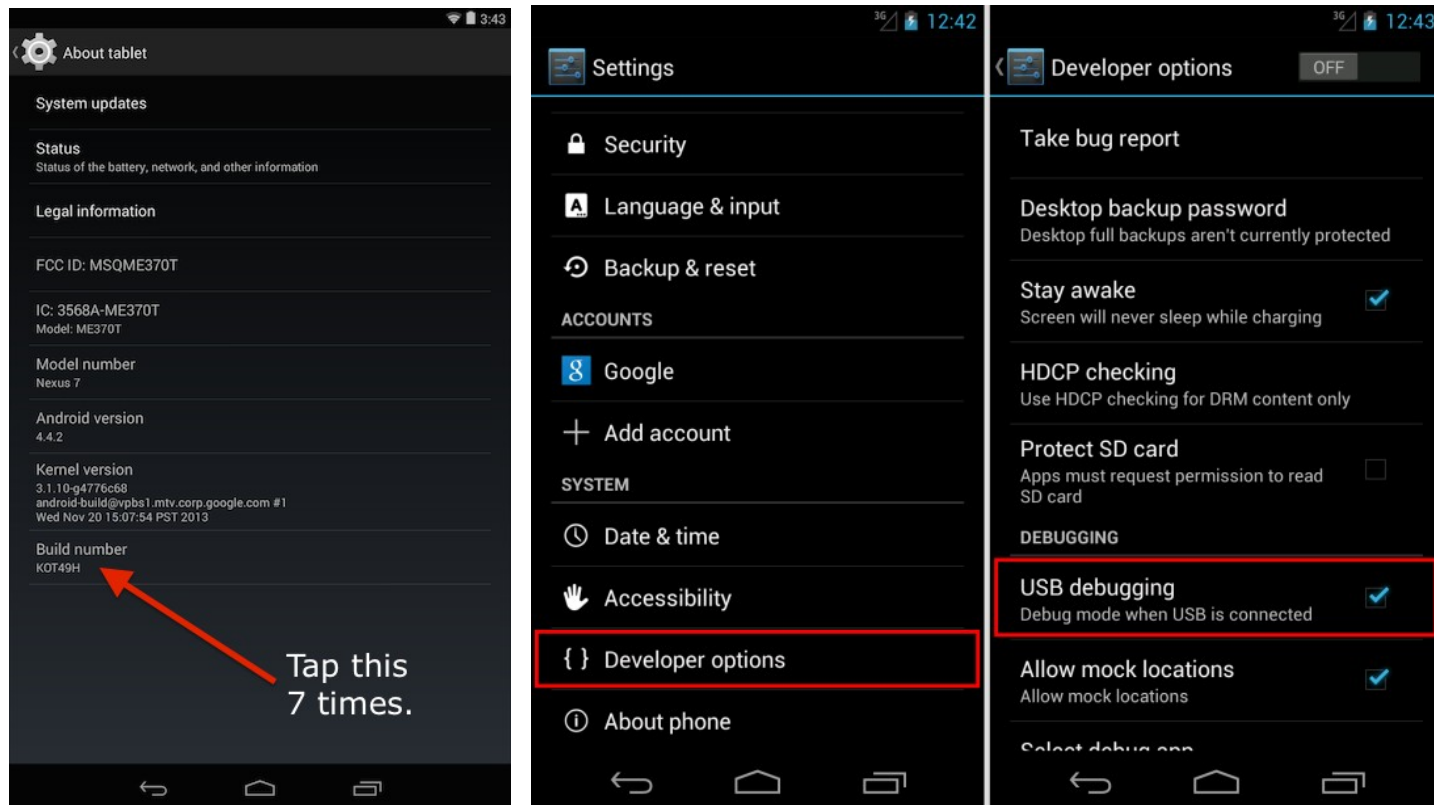 3:43
About tablet
System updates
Status
Status of the battery, network, and other information
Legal information
FCC ID: MSQME370T
IC: 3568A-ME370T
Model: ME370T
Model number
Nexus 7
Android version
4.4.2
Kernel version
3.1.10-g4776c68
android-build@vpbs1.mtv.corp.google.com #1
Wed Nov 20 15:07:54 PST 2013
Build number
KOT49H
Tap this
7 times.
3G 12:42
Settings
Security
A Language & input
Backup & reset
ACCOUNTS
8 Google
Add account
SYSTEM
Date & time
Accessibility
{ } Developer options
About phone
3G 12:43
Developer options OFF
Take bug report
Desktop backup password
Desktop full backups aren't currently protected
Stay awake
Screen will never sleep while charging
HDCP checking
Use HDCP checking for DRM content only
Protect SD card
Apps must request permission to read
SD card
DEBUGGING
USB debugging
Debug mode when USB is connected
Allow mock locations
Allow mock locations
Select debug app